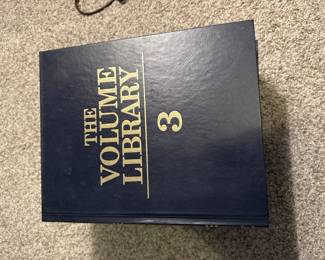 THE
VOLUME
LIBRARY
3